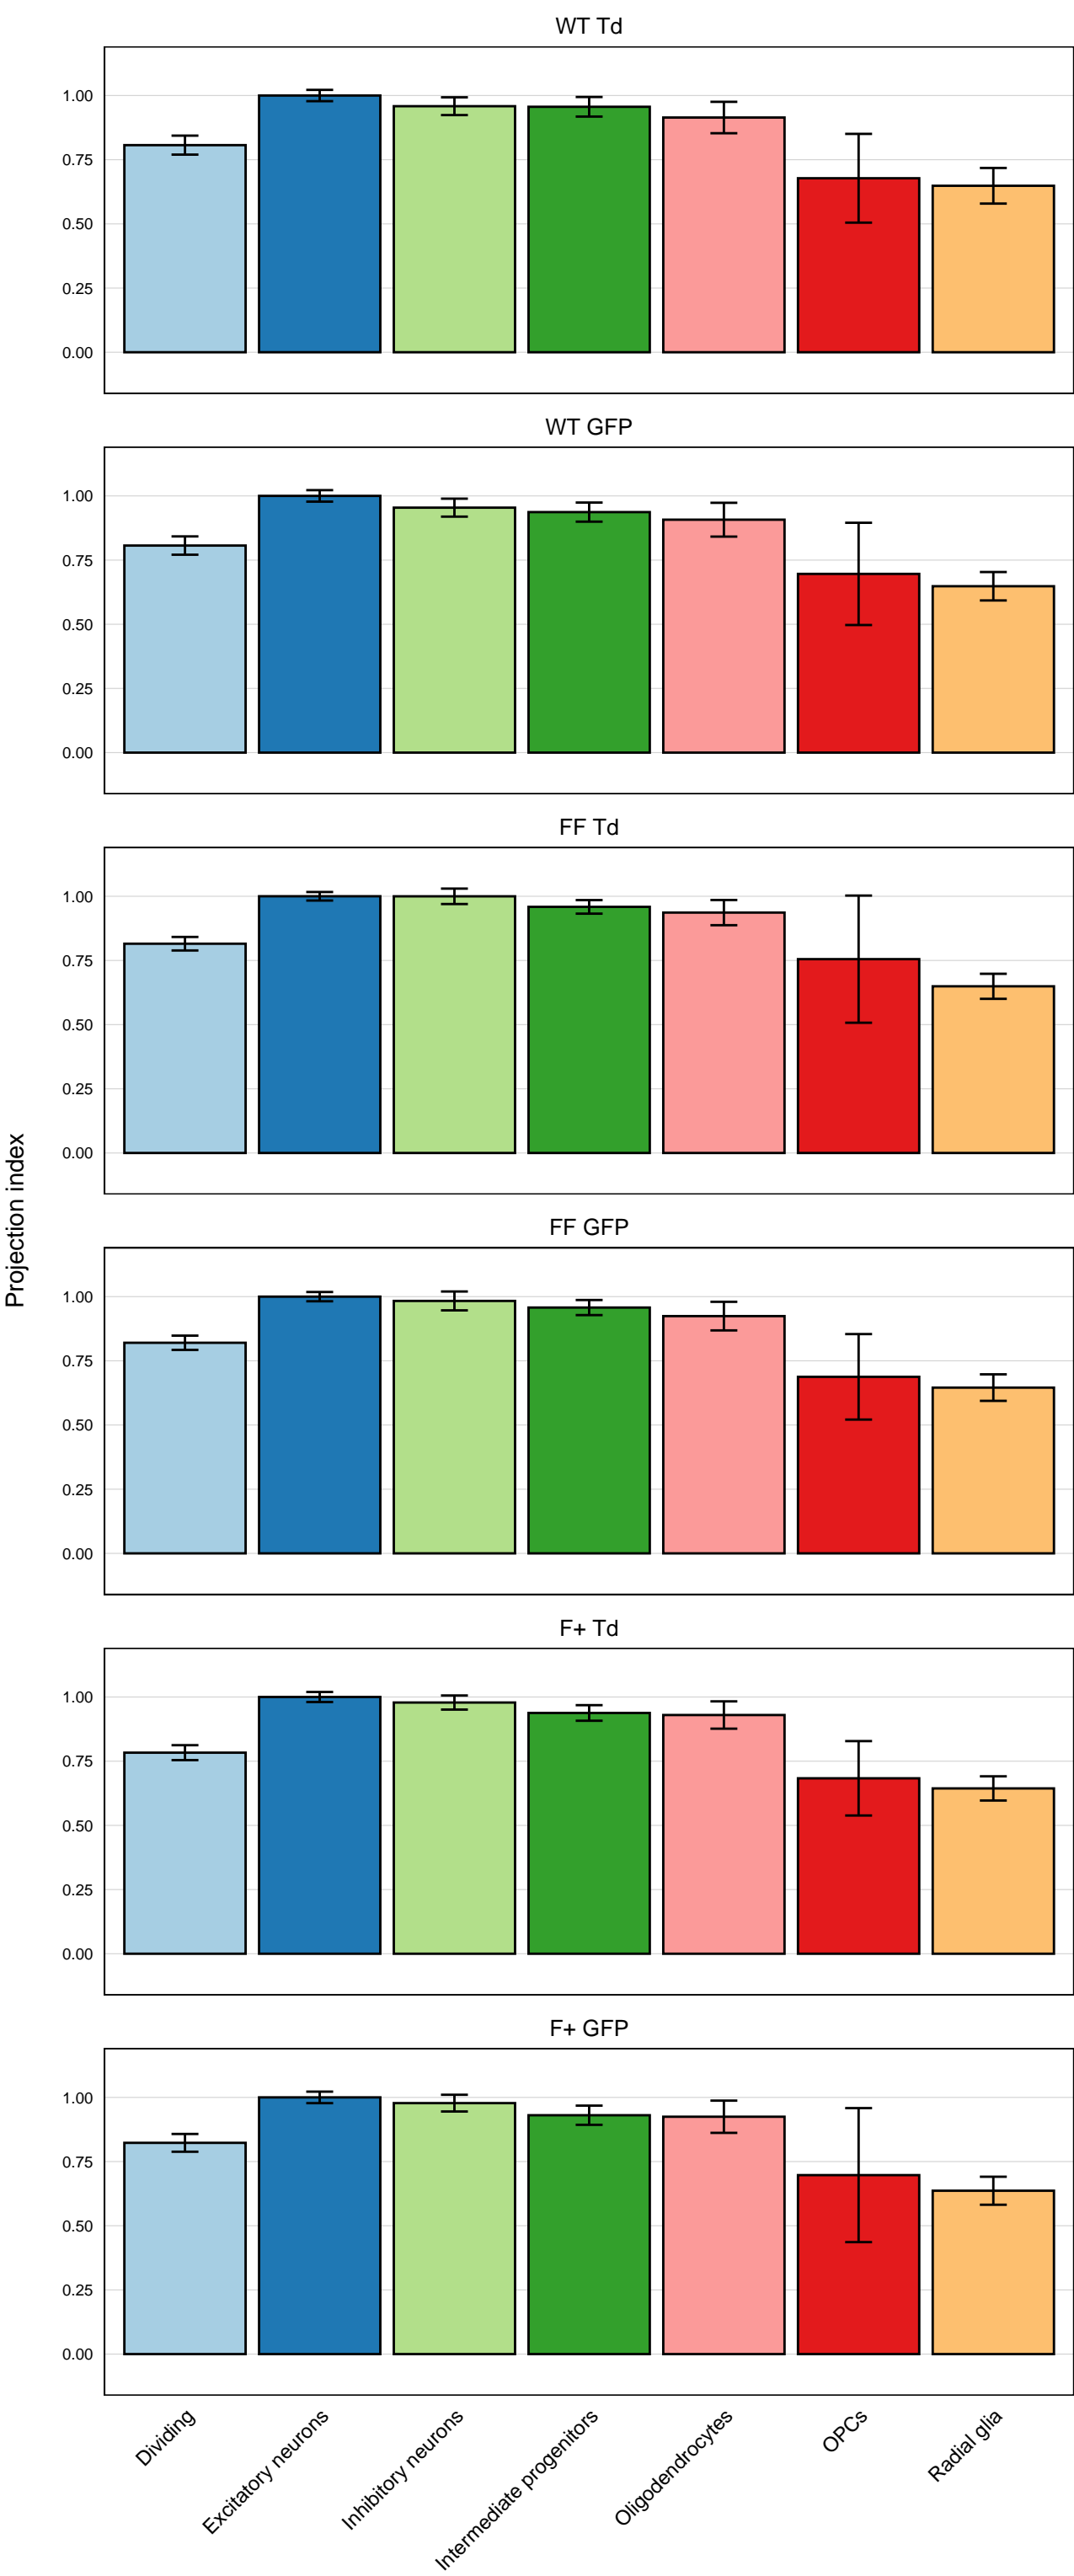 WT Td
1.00
0.75
0.50
0.25
0.00
WT GFP
1.00
0.75
0.50
0.25
0.00
FF Td
1.00
0.75
0.50
0.25
0.00
Projection index
FF GFP
1.00
0.75
0.50
0.25
0.00
F+ Td
1.00
0.75
0.50
0.25
0.00
F+ GFP
1.00
0.75
0.50
0.25
0.00
Dividing
Excitatory neurons
Inhibitory neurons
Intermediate progenitors
Oligodendrocytes
OPCs
Radial glia